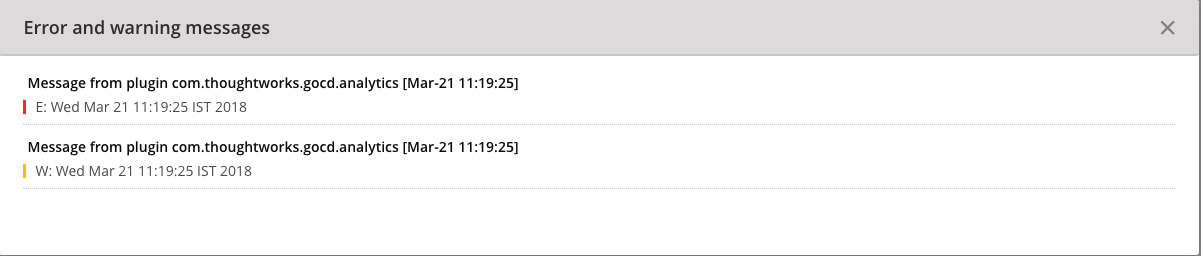 Error and warning messages
Message from plugin com.thoughtworks.gocd.analytics [Mar-21 11:19:25]
E: Wed Mar 21 11:19:25 IST 2018
Message from plugin com.thoughtworks.gocd.analytics [Mar-21 11:19:25]
W: Wed Mar 21 11:19:25 IST 2018